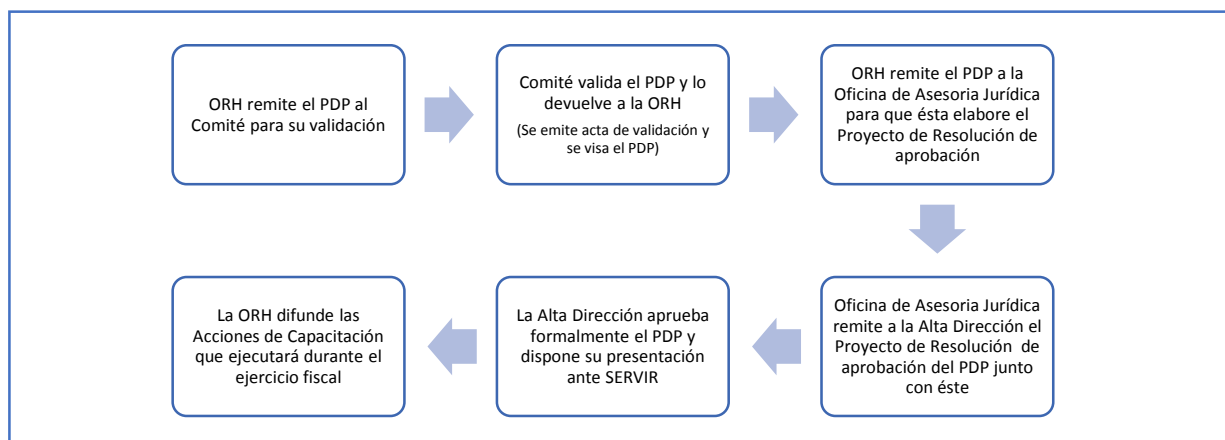 ORH remite el PDP al
Comité para su validación
Comité valida el PDP y lo
devuelve a la ORH
(Se emite acta de validación y
se visa el PDP)
ORH remite el PDP a la
Oficina de Asesoria Jurídica
para que ésta elabore el
Proyecto de Resolución de
aprobación
Oficina de Asesoria Jurídica
remite a la Alta Dirección el
Proyecto de Resolución de
aprobación del PDP junto
con éste
La Alta Dirección aprueba
formalmente el PDP y
dispone su presentación
ante SERVIR
La ORH difunde las
Acciones de Capacitación
que ejecutará durante el
ejercicio fiscal